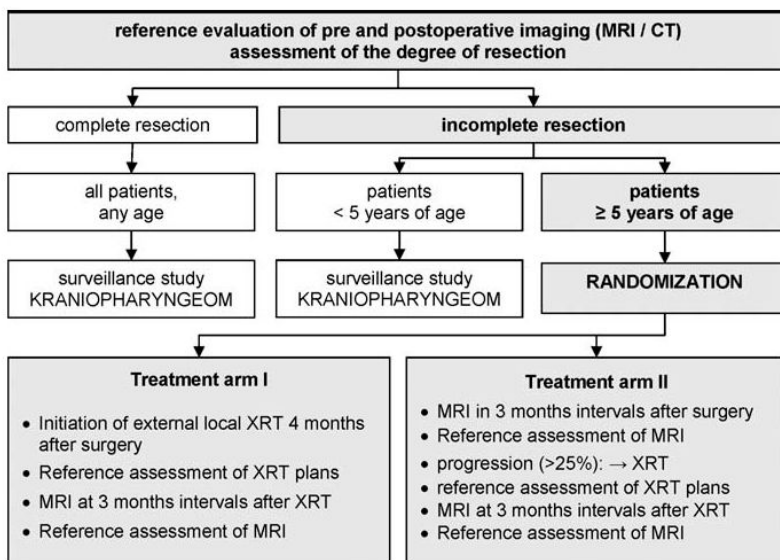 reference evaluation of pre and postoperative imaging (MRI / CT)
assessment of the degree of resection
complete resection
incomplete resection
all patients,
any age
patients
< 5 years of age
patients
≥ 5 years of age
surveillance study
KRANIOPHARYNGEOM
surveillance study
KRANIOPHARYNGEOM
RANDOMIZATION
Treatment arm I
• Initiation of external local XRT 4 months
after surgery
• Reference assessment of XRT plans
• MRI at 3 months intervals after XRT
• Reference assessment of MRI
Treatment arm II
• MRI in 3 months intervals after surgery
• Reference assessment of MRI
• progression (>25%): → XRT
• reference assessment of XRT plans
• MRI at 3 months intervals after XRT
• Reference assessment of MRI